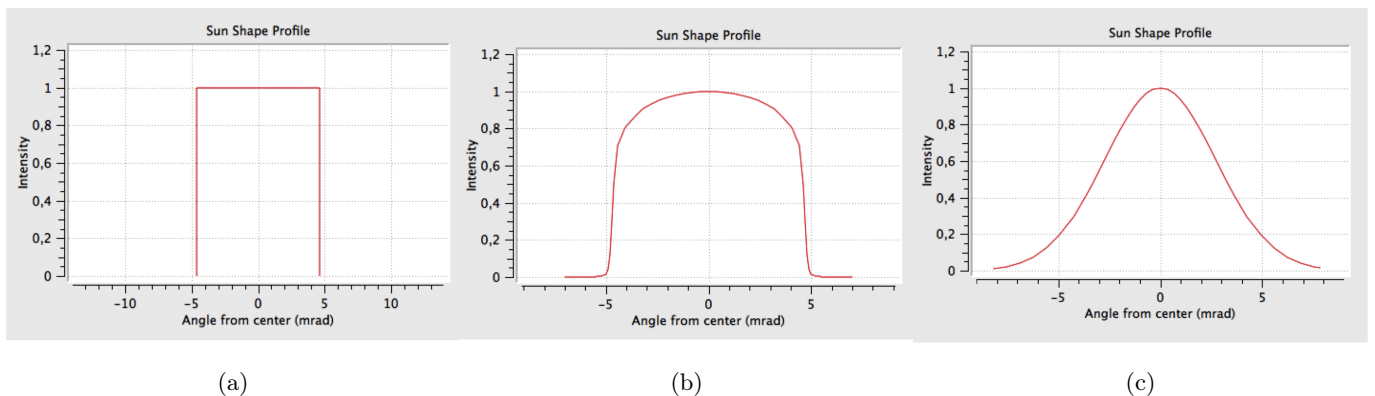 Sun Shape Profile
1,2
1
0,8
0,6
0,4
0,2
0
Intensity
-10 -5 0 5 10
Angle from center (mrad)
(a)
Sun Shape Profile
1,2
1
0,8
0,6
0,4
0,2
0
Intensity
-5 0 5
Angle from center (mrad)
(b)
Sun Shape Profile
1,2
1
0,8
0,6
0,4
0,2
0
Intensity
-5 0 5
Angle from center (mrad)
(c)